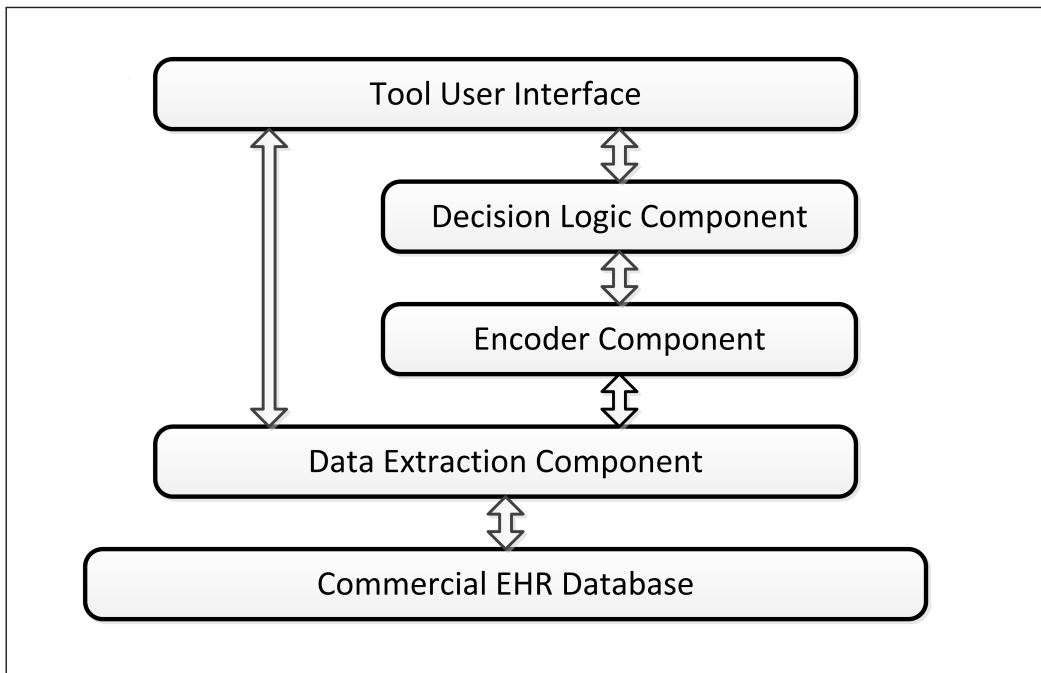 Tool User Interface
Decision Logic Component
Encoder Component
Data Extraction Component
Commercial EHR Database